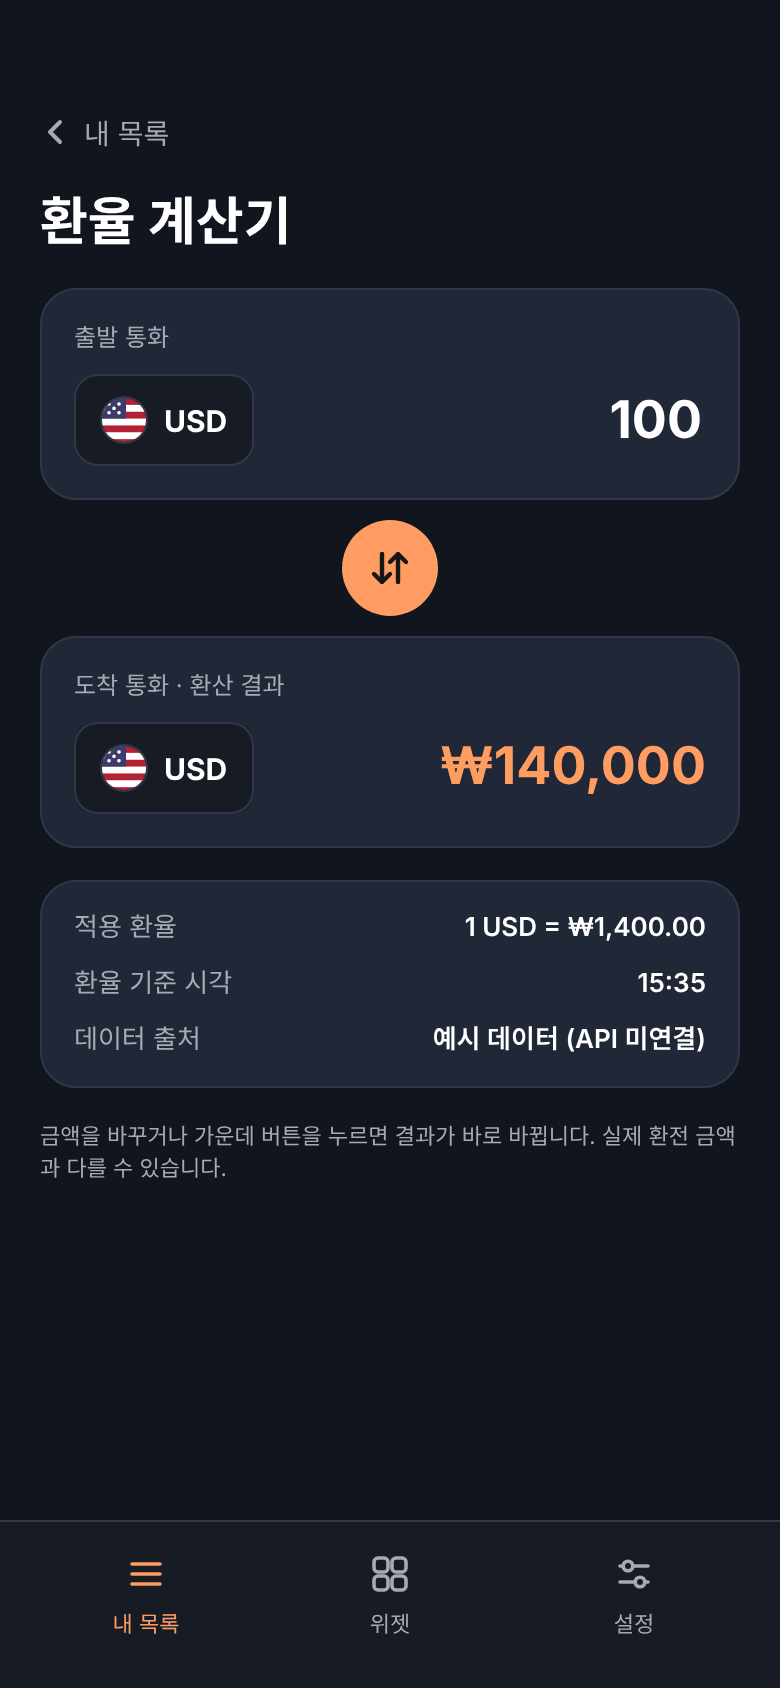 내 목록
환율 계산기
출발 통화
USD
100
도착 통화 · 환산 결과
USD
₩140,000
적용 환율
1 USD = ₩1,400.00
환율 기준 시각
15:35
데이터 출처
예시 데이터 (API 미연결)
금액을 바꾸거나 가운데 버튼을 누르면 결과가 바로 바뀝니다. 실제 환전 금액
과 다를 수 있습니다.
내 목록
위젯
설정